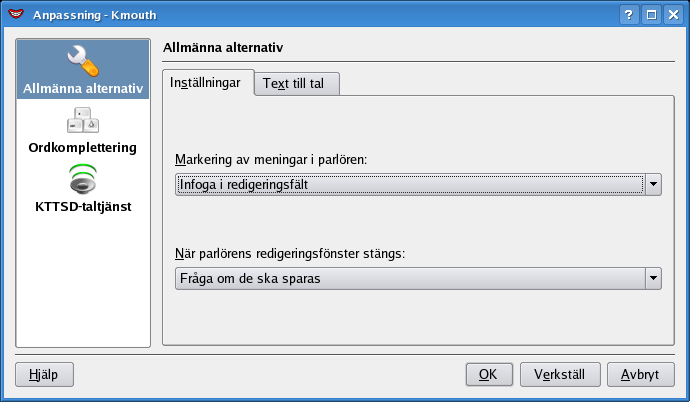 Anpassning - Kmouth
Allmänna alternativ
Ordkomplettering
KTTSD-taltjänst
Allmänna alternativ
Inställningar
Text till tal
Markering av meningar i parlören:
Infoga i redigeringsfält
När parlörens redigeringsfönster stängs:
Fråga om de ska sparas
Hjälp
OK
Verkställ
Avbryt